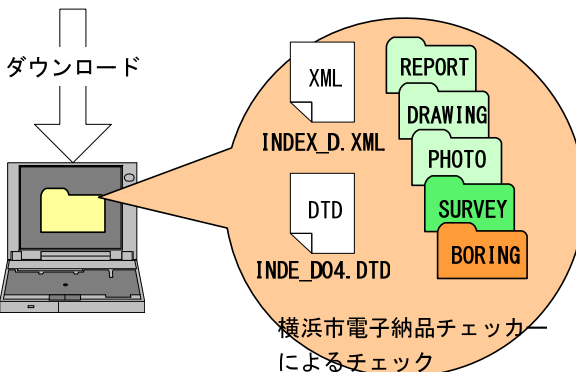 ダウンロード
XML
INDEX_D.XML
DTD
INDE_D04.DTD
REPORT
DRAWING
PHOTO
SURVEY
BORING
横浜市電子納品チェッカー
によるチェック